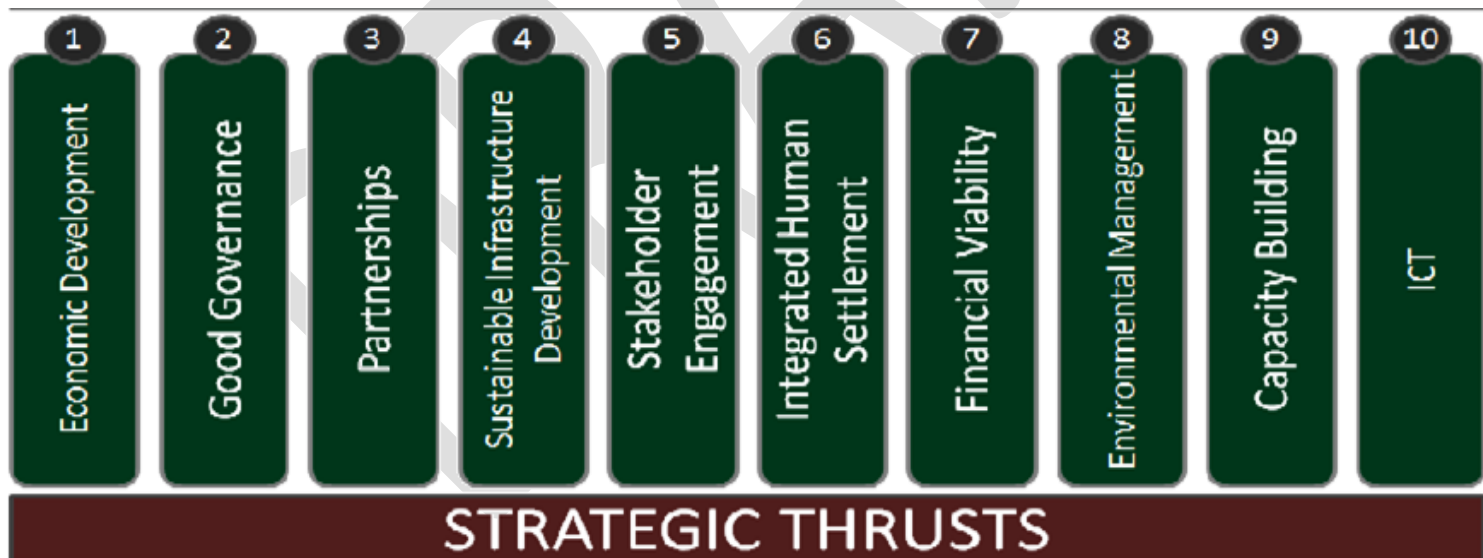 1
Economic Development
2
Good Governance
3
Partnerships
4
Sustainable Infrastructure
Development
5
Stakeholder
Engagement
6
Integrated Human
Settlement
7
Financial Viability
8
Environmental Management
9
Capacity Building
10
ICT
STRATEGIC THRUSTS